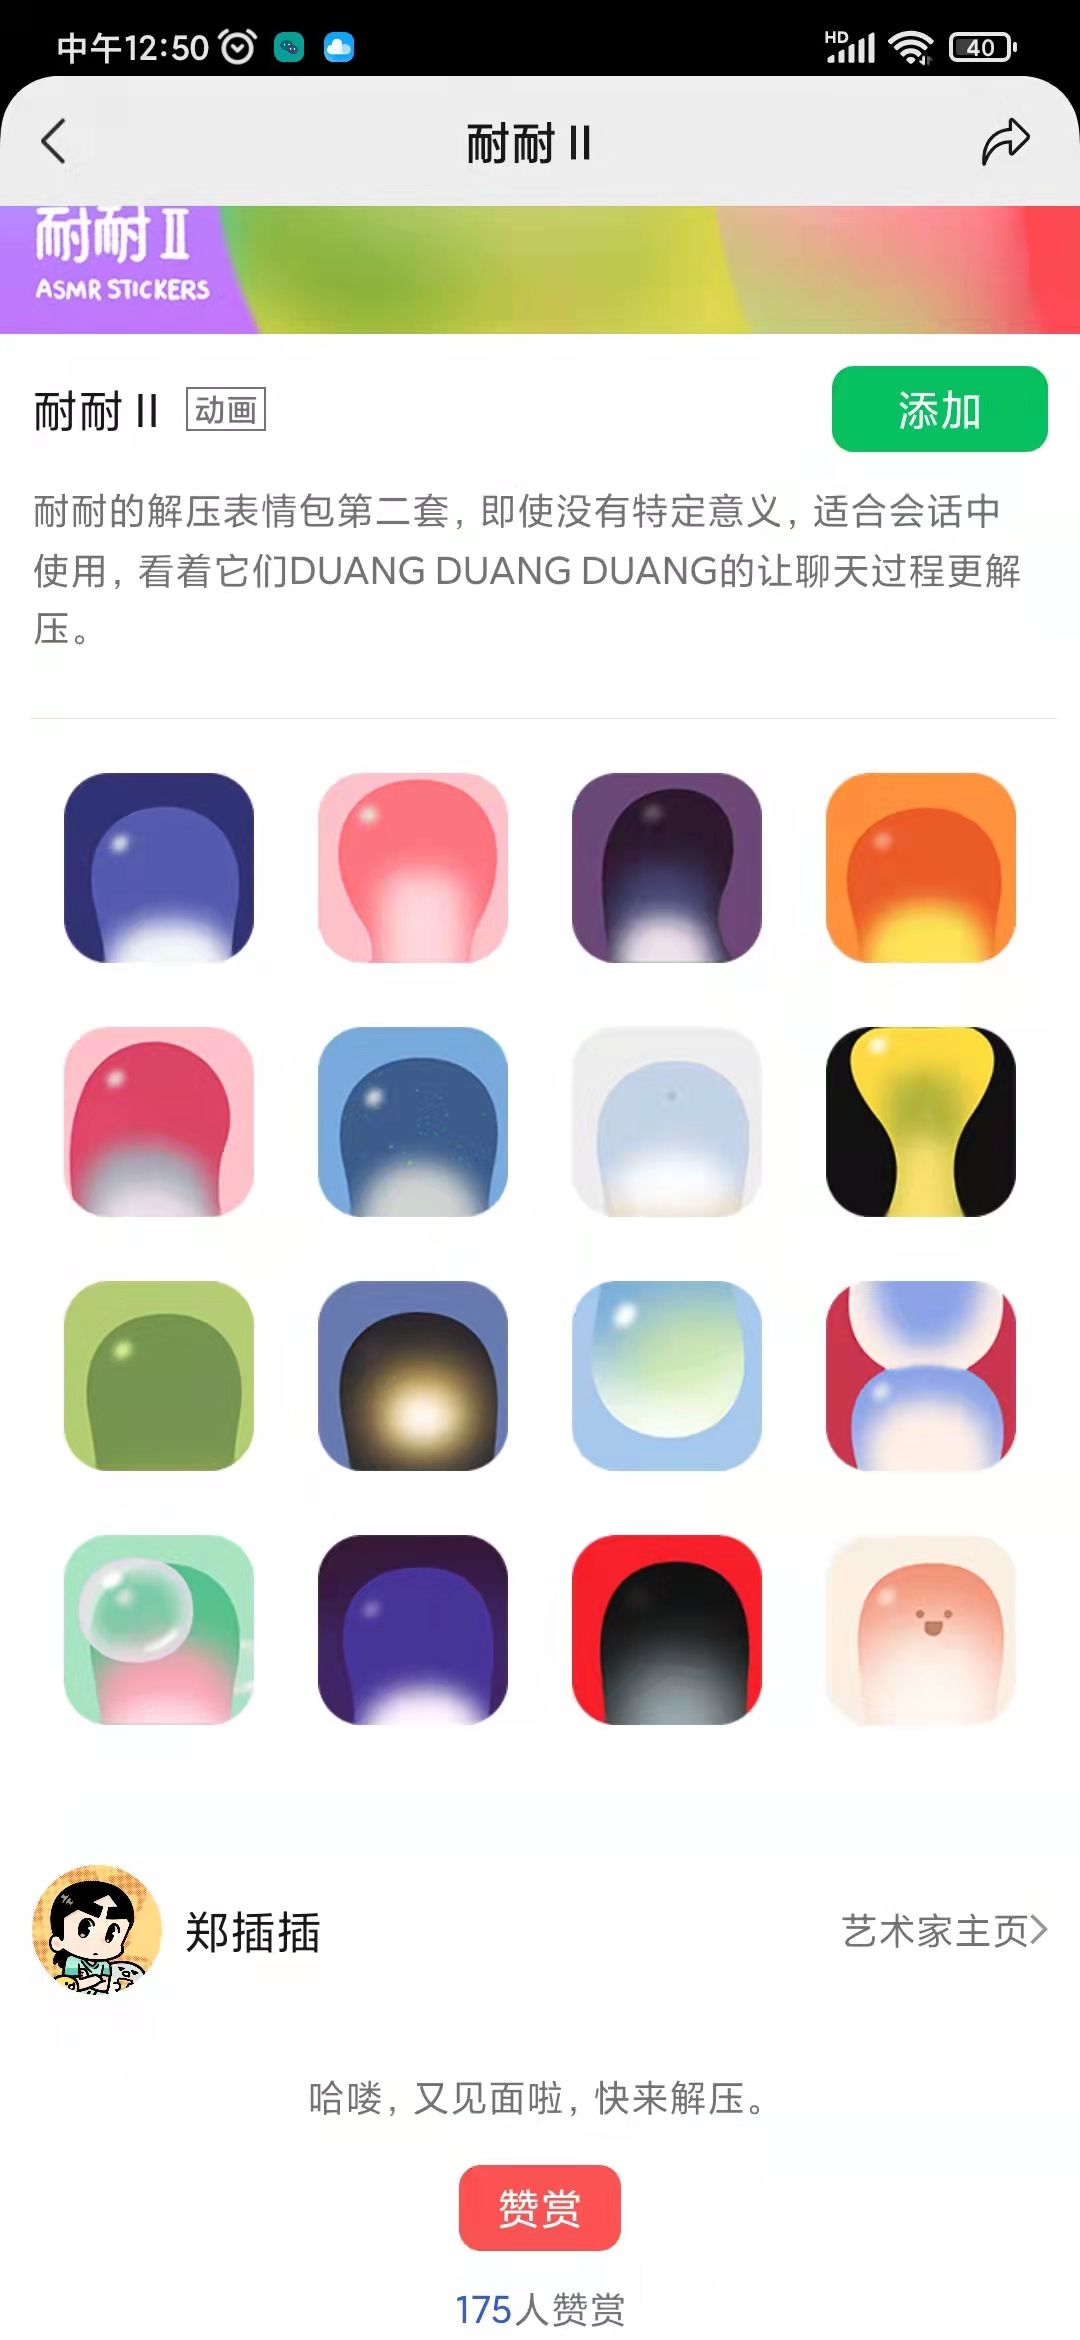 中午12:50
HD
40
耐耐 II
耐耐 II
ASMR STICKERS
耐耐 II 动画
添加
耐耐的解压表情包第二套，即使没有特定意义，适合会话中
使用，看着它们DUANG DUANG DUANG的让聊天过程更解
压。
郑插插
艺术家主页
哈喽，又见面啦，快来解压。
赞赏
175人赞赏